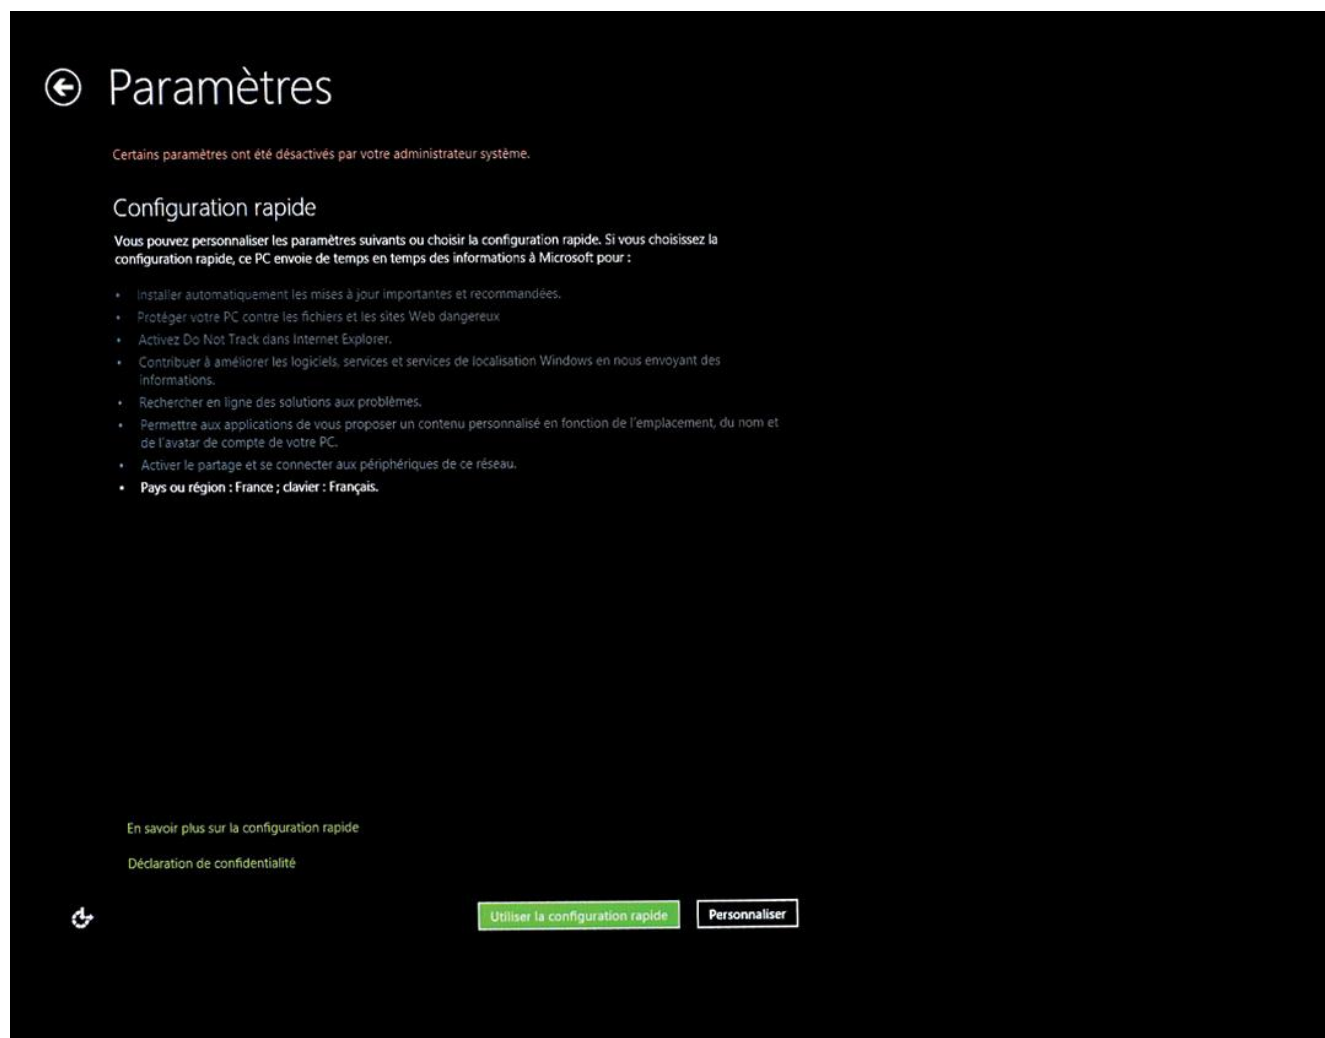 Paramètres
Certains paramètres ont été désactivés par votre administrateur système.
Configuration rapide
Vous pouvez personnaliser les paramètres suivants ou choisir la configuration rapide. Si vous choisissez la
configuration rapide, ce PC envoie de temps en temps des informations à Microsoft pour :
• Installer automatiquement les mises à jour importantes et recommandées.
• Protéger votre PC contre les fichiers et les sites Web dangereux
• Activez Do Not Track dans Internet Explorer.
• Contribuer à améliorer les logiciels, services et services de localisation Windows en nous envoyant des
informations.
• Rechercher en ligne des solutions aux problèmes.
• Permettre aux applications de vous proposer un contenu personnalisé en fonction de l'emplacement, du nom et
de l'avatar de compte de votre PC.
• Activer le partage et se connecter aux périphériques de ce réseau.
• Pays ou région : France ; clavier : Français.
En savoir plus sur la configuration rapide
Déclaration de confidentialité
Utiliser la configuration rapide
Personnaliser